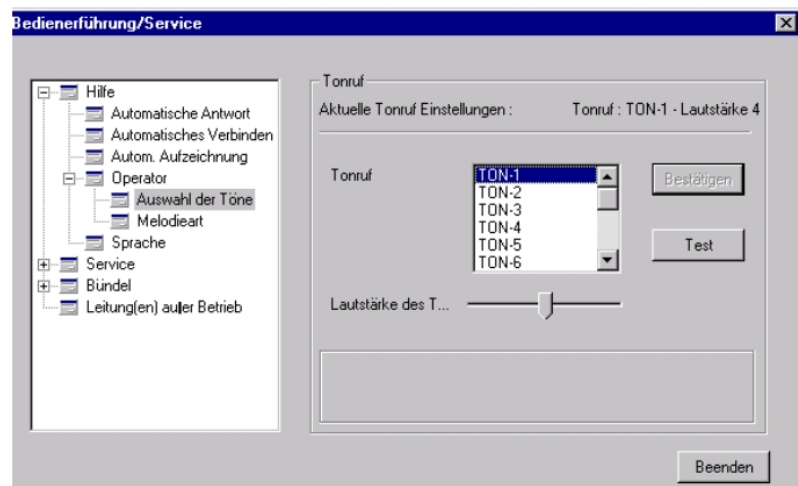 Bedienerführung/Service
Hilfe
Automatische Antwort
Automatisches Verbinden
Autom. Aufzeichnung
Operator
Auswahl der Töne
Melodieart
Sprache
Service
Bündel
Leitung(en) auller Betrieb
Tonruf
Aktuelle Tonruf Einstellungen : Tonruf : TON-1 - Lautstärke 4
Tonruf
TON-1
TON-2
TON-3
TON-4
TON-5
TON-6
Bestätigen
Test
Lautstärke des T...
Beenden